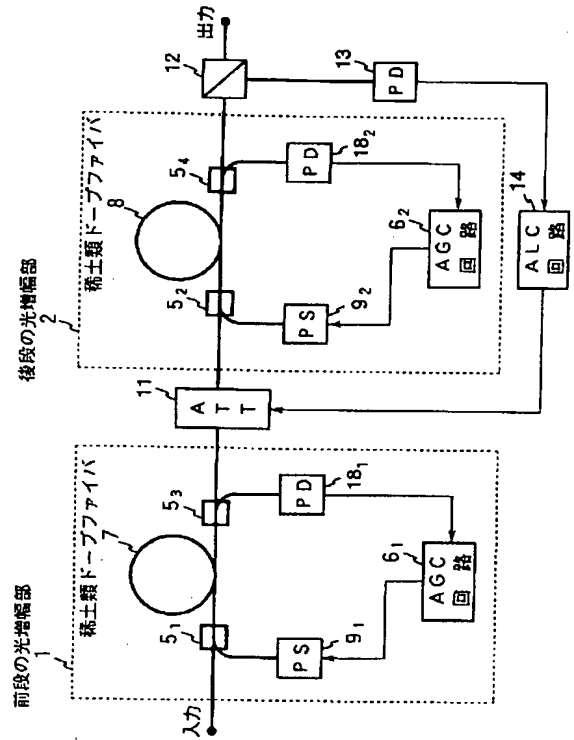 前段の光増幅部
1
稀土類ドープファイバ
7
入力
5₁
5₃
PS
9₁
PD
18₁
AGC
回路
6₁
ATT
11
後段の光増幅部
2
稀土類ドープファイバ
8
5₂
5₄
PS
9₂
PD
18₂
AGC
回路
6₂
12
出力
PD
13
ALC
回路
14